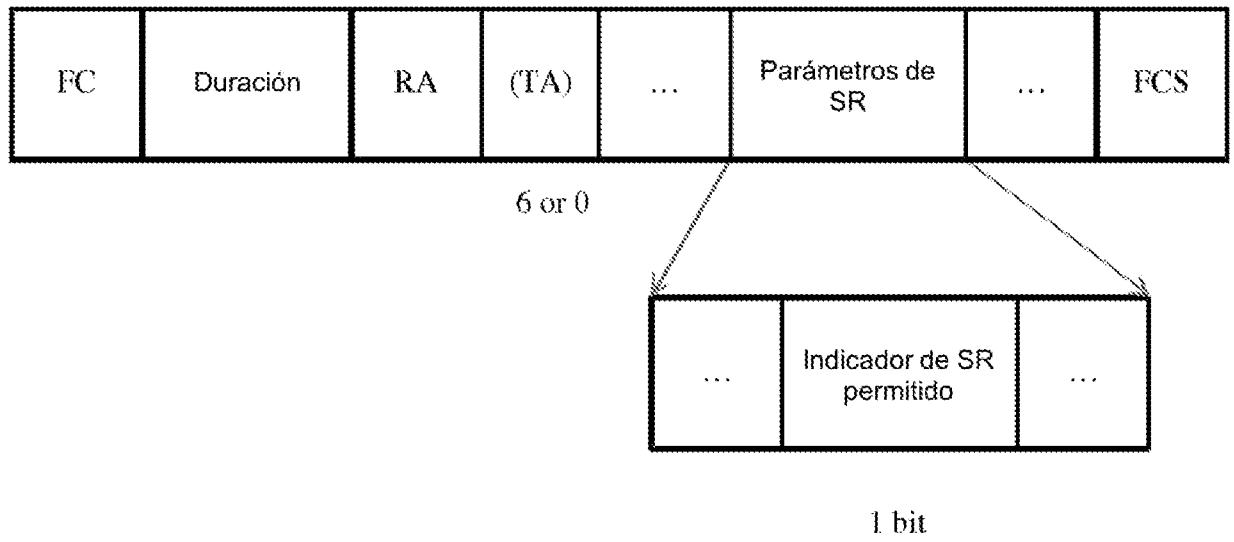 FC
Duración
RA
(TA)
...
Parámetros de
SR
...
FCS
6 or 0
...
Indicador de SR
permitido
...
1 bit